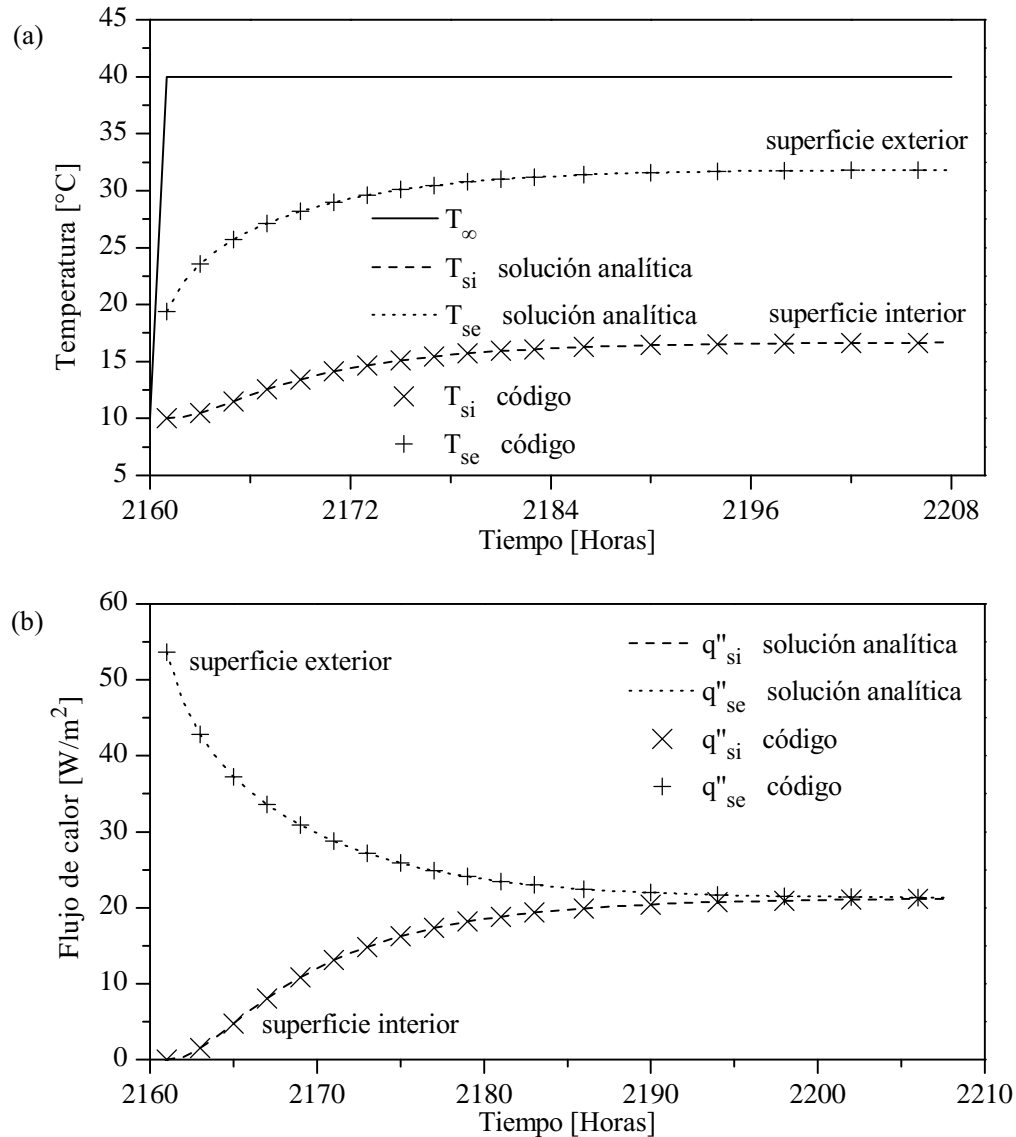 (a)
45
40
35
30
25
20
15
10
5
Temperatura [°C]
superficie exterior
T∞
Tsi solución analítica
Tse solución analítica
superficie interior
Tsi código
Tse código
2160 2172 2184 2196 2208
Tiempo [Horas]
(b)
60
50
40
30
20
10
0
Flujo de calor [W/m²]
superficie exterior
q"si solución analítica
q"se solución analítica
q"si código
q"se código
superficie interior
2160 2170 2180 2190 2200 2210
Tiempo [Horas]